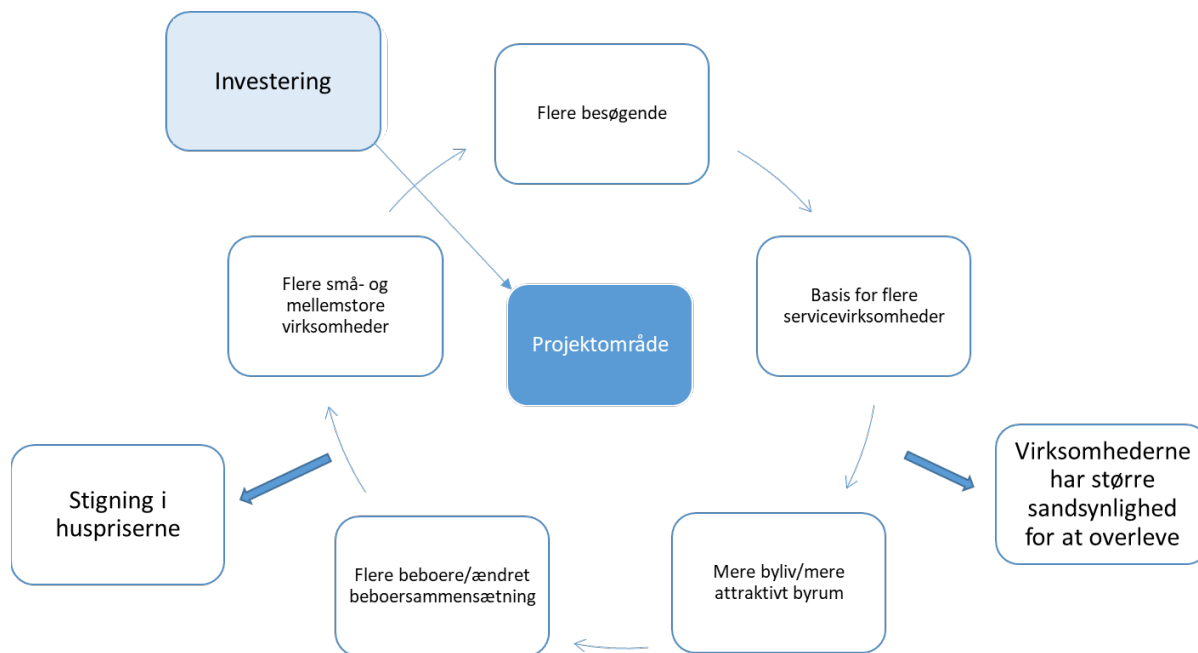 Investering
Flere besøgende
Flere små- og
mellemstore
virksomheder
Basis for flere
servicevirksomheder
Projektområde
Stigning i
huspriserne
Virksomhederne
har større
sandsynlighed
for at overleve
Flere beboere/ændret
beboersammensætning
Mere byliv/mere
attraktivt byrum